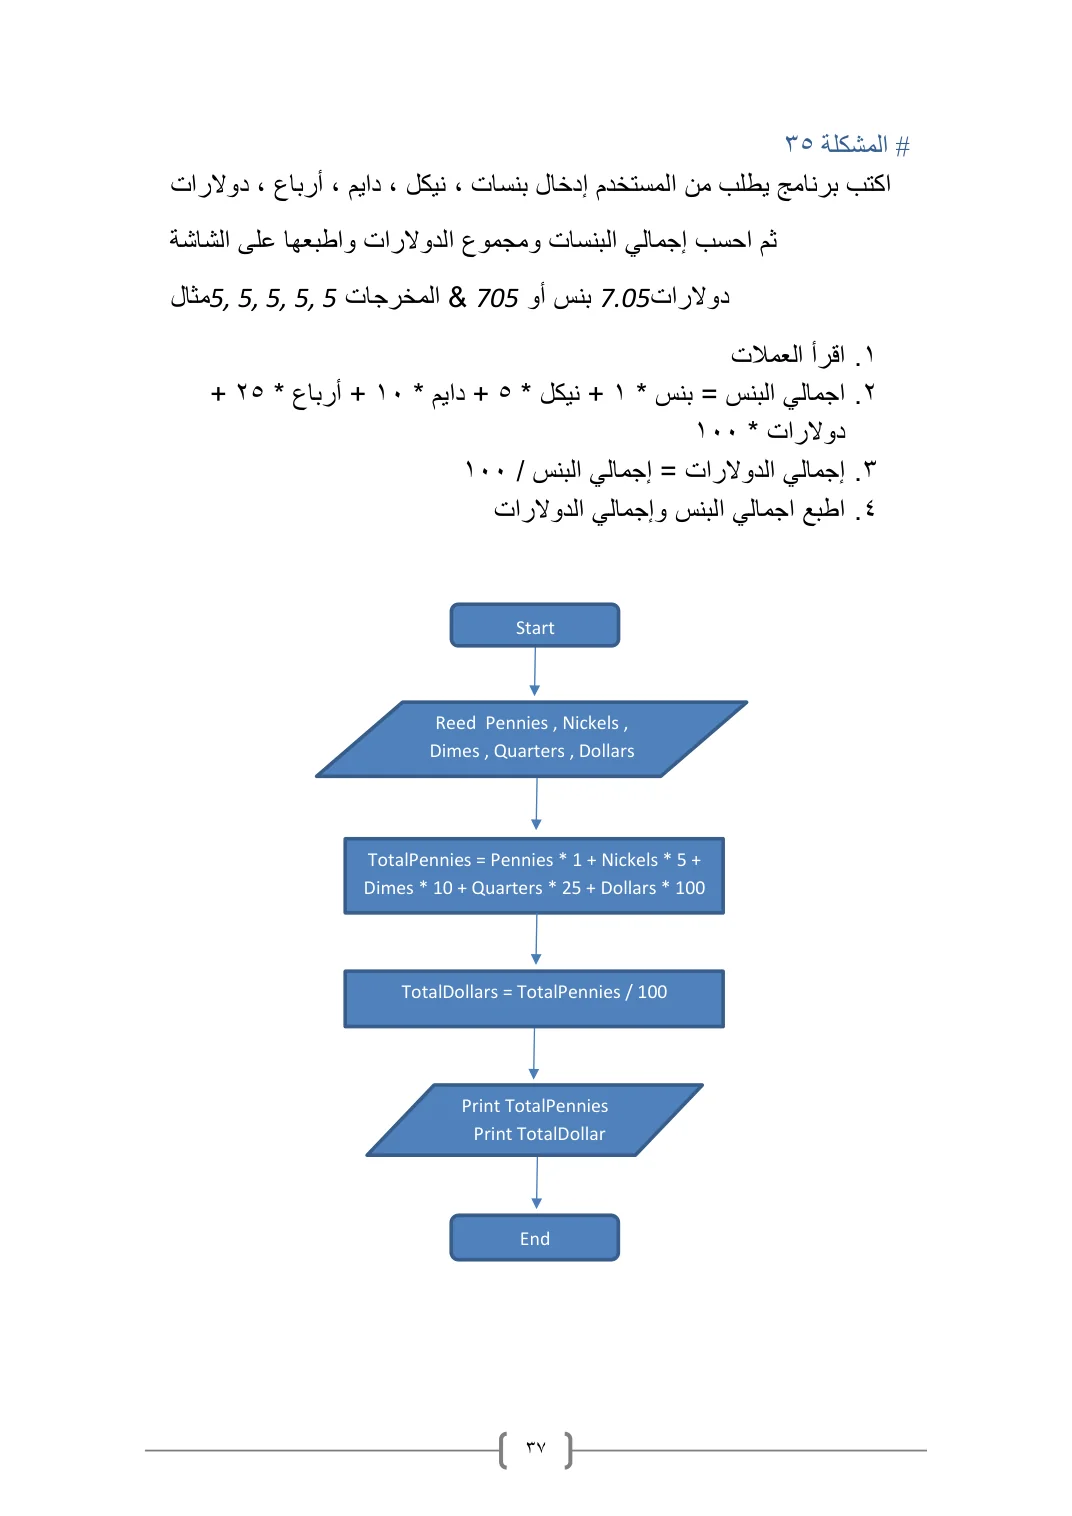 # المشكلة ٣٥
اكتب برنامج يطلب من المستخدم إدخال بنسات ، نيكل ، دايم ، أرباع ، دولارات
ثم احسب إجمالي البنسات ومجموع الدولارات واطبعها على الشاشة
مثال5, 5, 5, 5, 5 المخرجات & 705 بنس أو 7.05دولارات
١. اقرأ العملات
٢. اجمالي البنس = بنس * ١ + نيكل * ٥ + دايم * ١٠ + أرباع * ٢٥ +
دولارات * ١٠٠
٣. إجمالي الدولارات = إجمالي البنس / ١٠٠
٤. اطبع اجمالي البنس وإجمالي الدولارات
Start
Reed Pennies , Nickels ,
Dimes , Quarters , Dollars
TotalPennies = Pennies * 1 + Nickels * 5 +
Dimes * 10 + Quarters * 25 + Dollars * 100
TotalDollars = TotalPennies / 100
Print TotalPennies
Print TotalDollar
End
٣٧